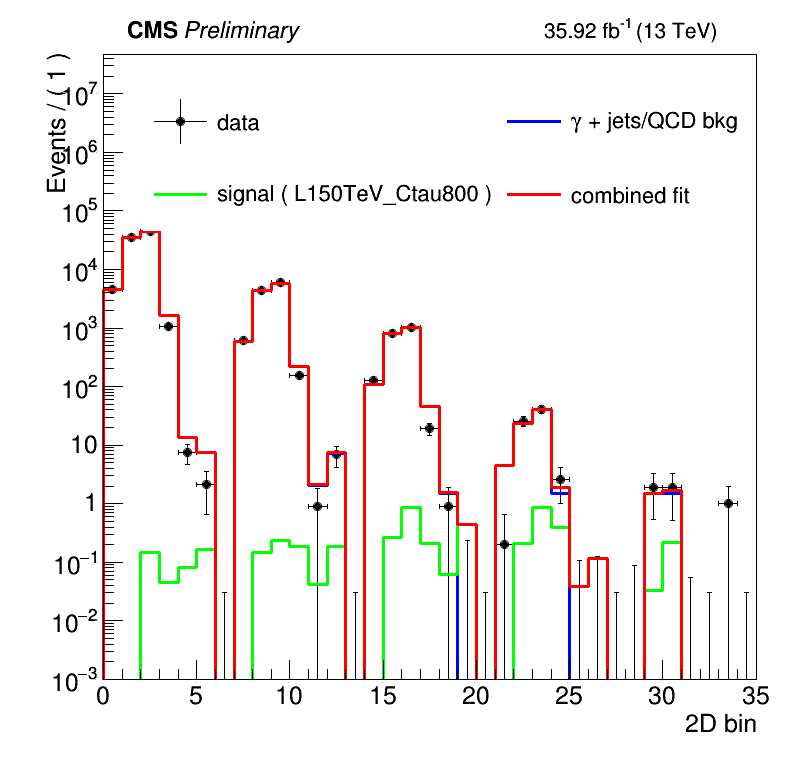 CMS Preliminary 35.92 fb⁻¹ (13 TeV)
Events / ( 1 )
data
γ + jets/QCD bkg
signal ( L150TeV_Ctau800 )
combined fit
10⁷
10⁶
10⁵
10⁴
10³
10²
10
1
10⁻¹
10⁻²
10⁻³
0 5 10 15 20 25 30 35
2D bin